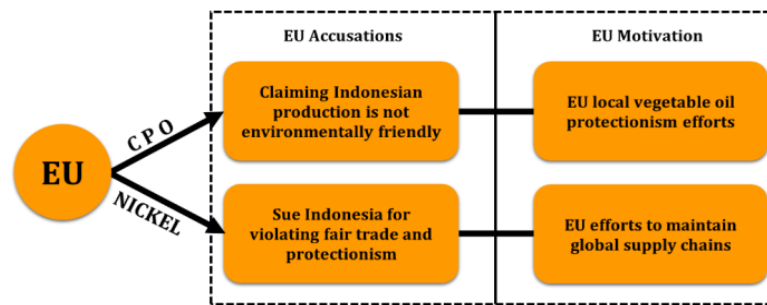 EU Accusations
EU Motivation
EU
CPO
NICKEL
Claiming Indonesian
production is not
environmentally friendly
EU local vegetable oil
protectionism efforts
Sue Indonesia for
violating fair trade and
protectionism
EU efforts to maintain
global supply chains